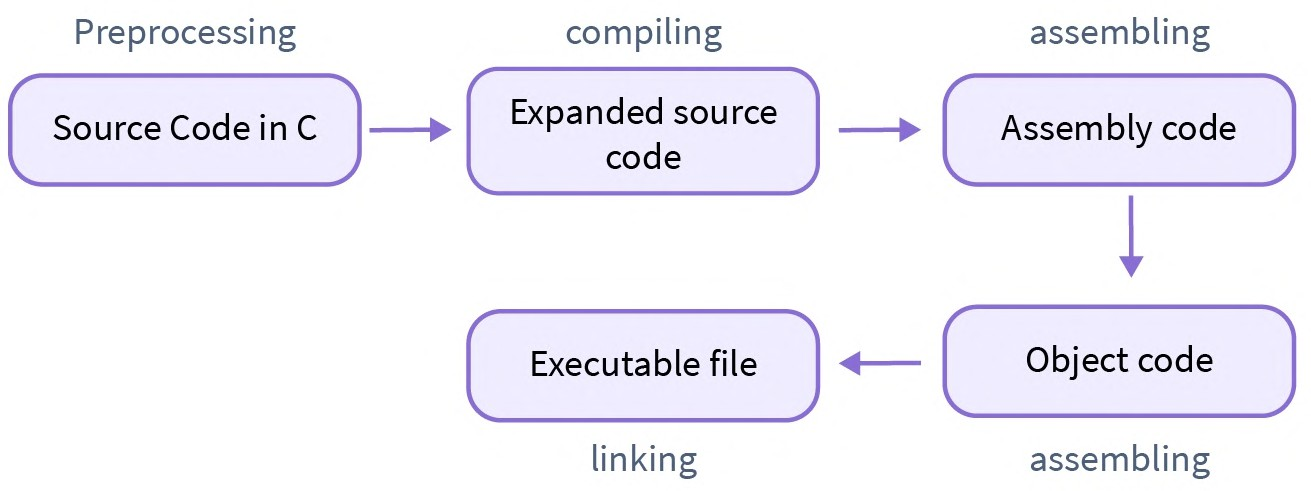 Preprocessing
compiling
assembling
Source Code in C
Expanded source
code
Assembly code
Executable file
Object code
linking
assembling